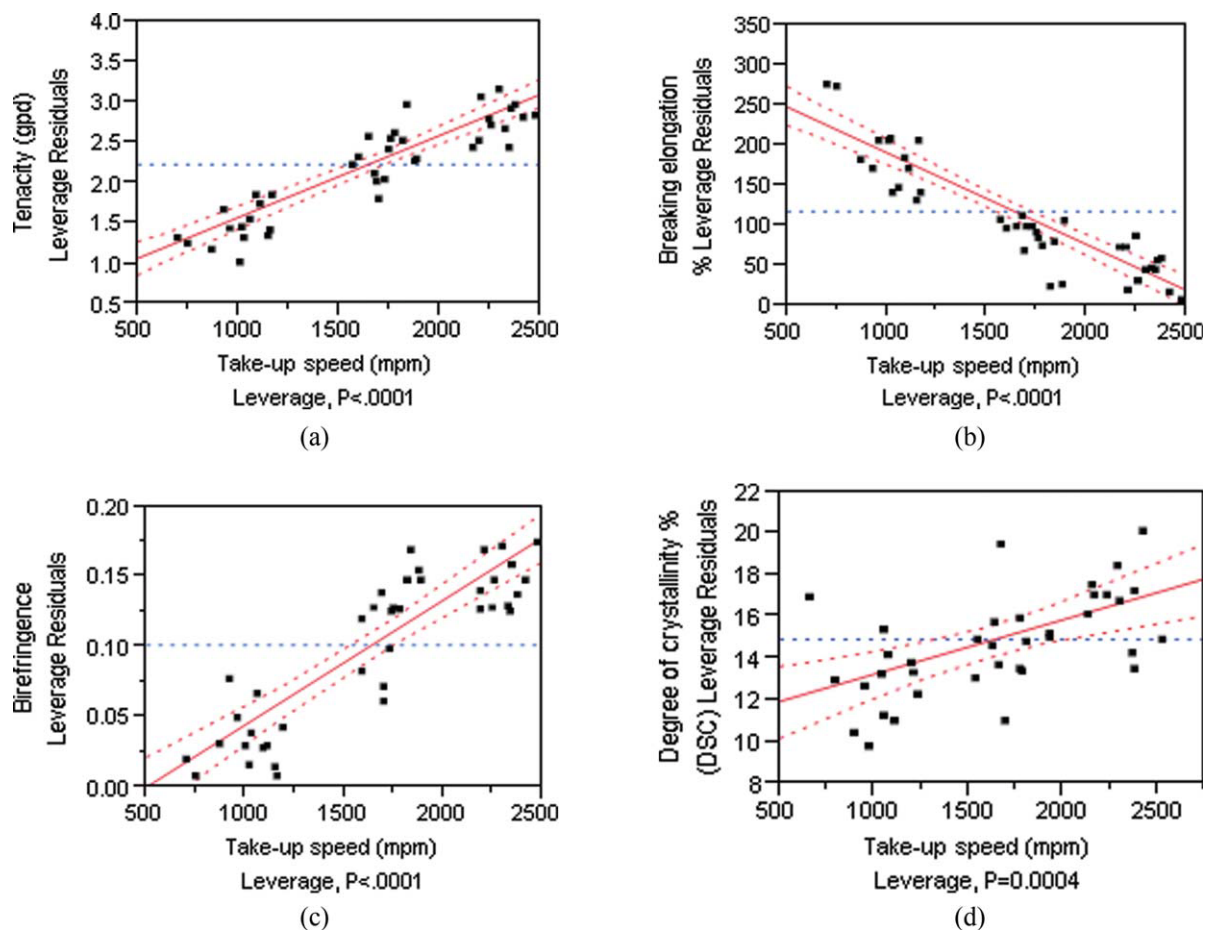 Tenacity (gpd)
Leverage Residuals
4.0
4.5
3.0
2.5
2.0
1.5
1.0
0.5
500 1000 1500 2000 2500
Take-up speed (mpm)
Leverage, P<.0001
(a)
Breaking elongation
% Leverage Residuals
350
300
250
200
150
100
50
0
500 1000 1500 2000 2500
Take-up speed (mpm)
Leverage, P<.0001
(b)
Birefringence
Leverage Residuals
0.20
0.15
0.10
0.05
0.00
500 1000 1500 2000 2500
Take-up speed (mpm)
Leverage, P<.0001
(c)
Degree of crystallinity %
(DSC) Leverage Residuals
22
20
18
16
14
12
10
8
500 1000 1500 2000 2500
Take-up speed (mpm)
Leverage, P=0.0004
(d)